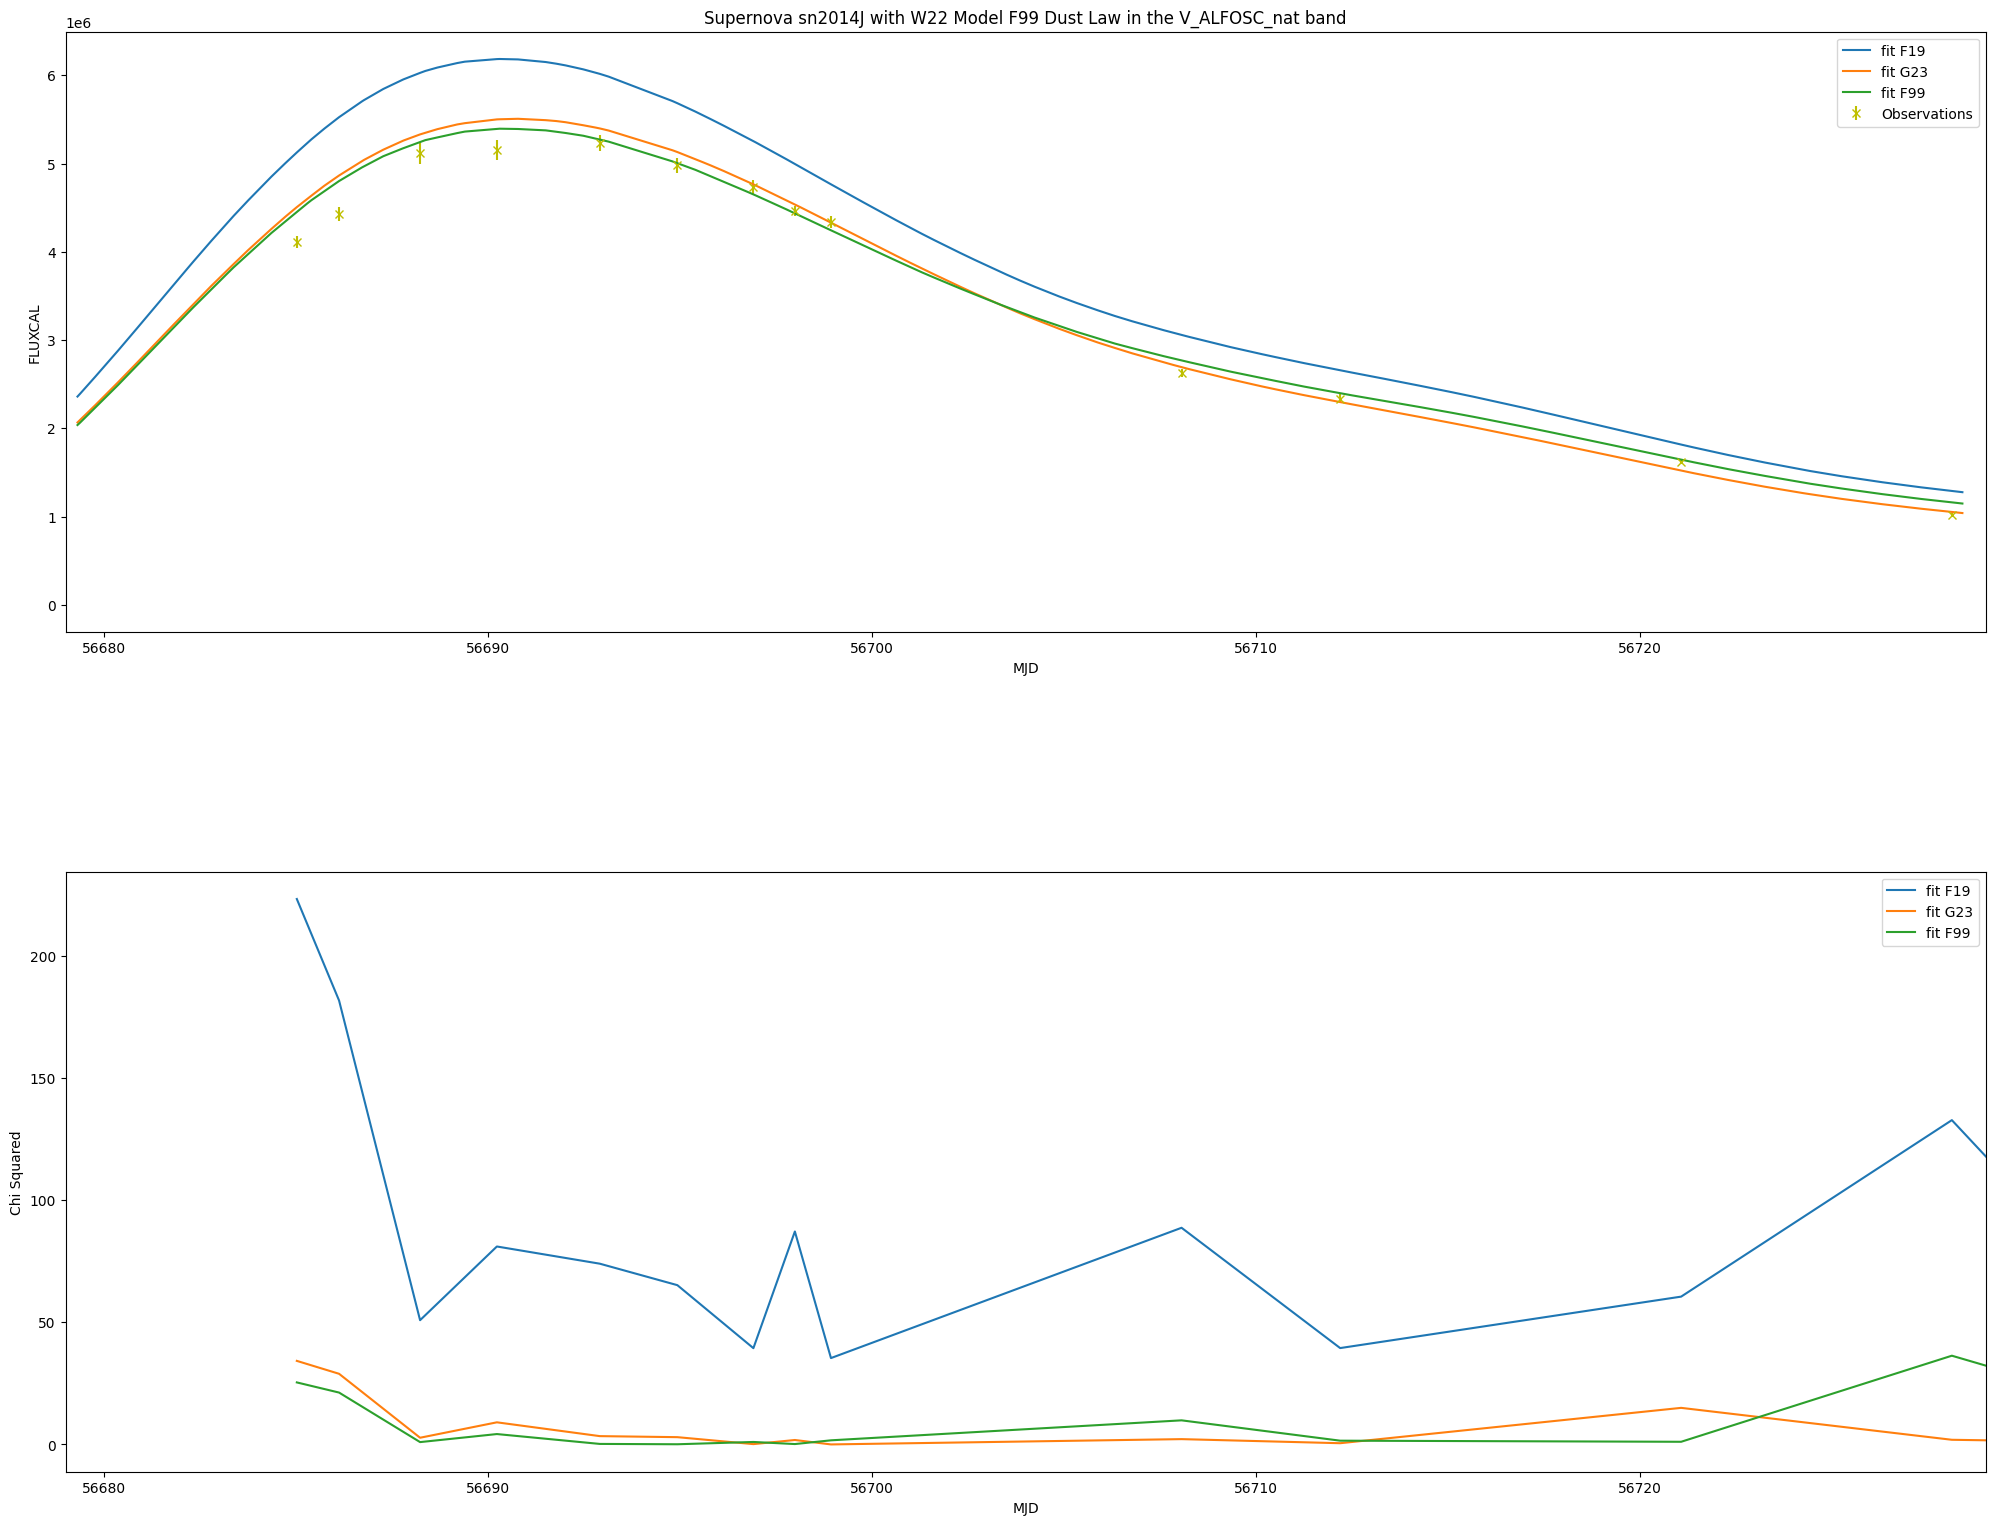 Supernova sn2014J with W22 Model F99 Dust Law in the V_ALFOSC_nat band
1e6
fit F19
fit G23
fit F99
Observations
6
5
4
3
2
1
0
FLUXCAL
56680 56690 56700 56710 56720
MJD
fit F19
fit G23
fit F99
200
150
100
50
0
Chi Squared
56680 56690 56700 56710 56720
MJD